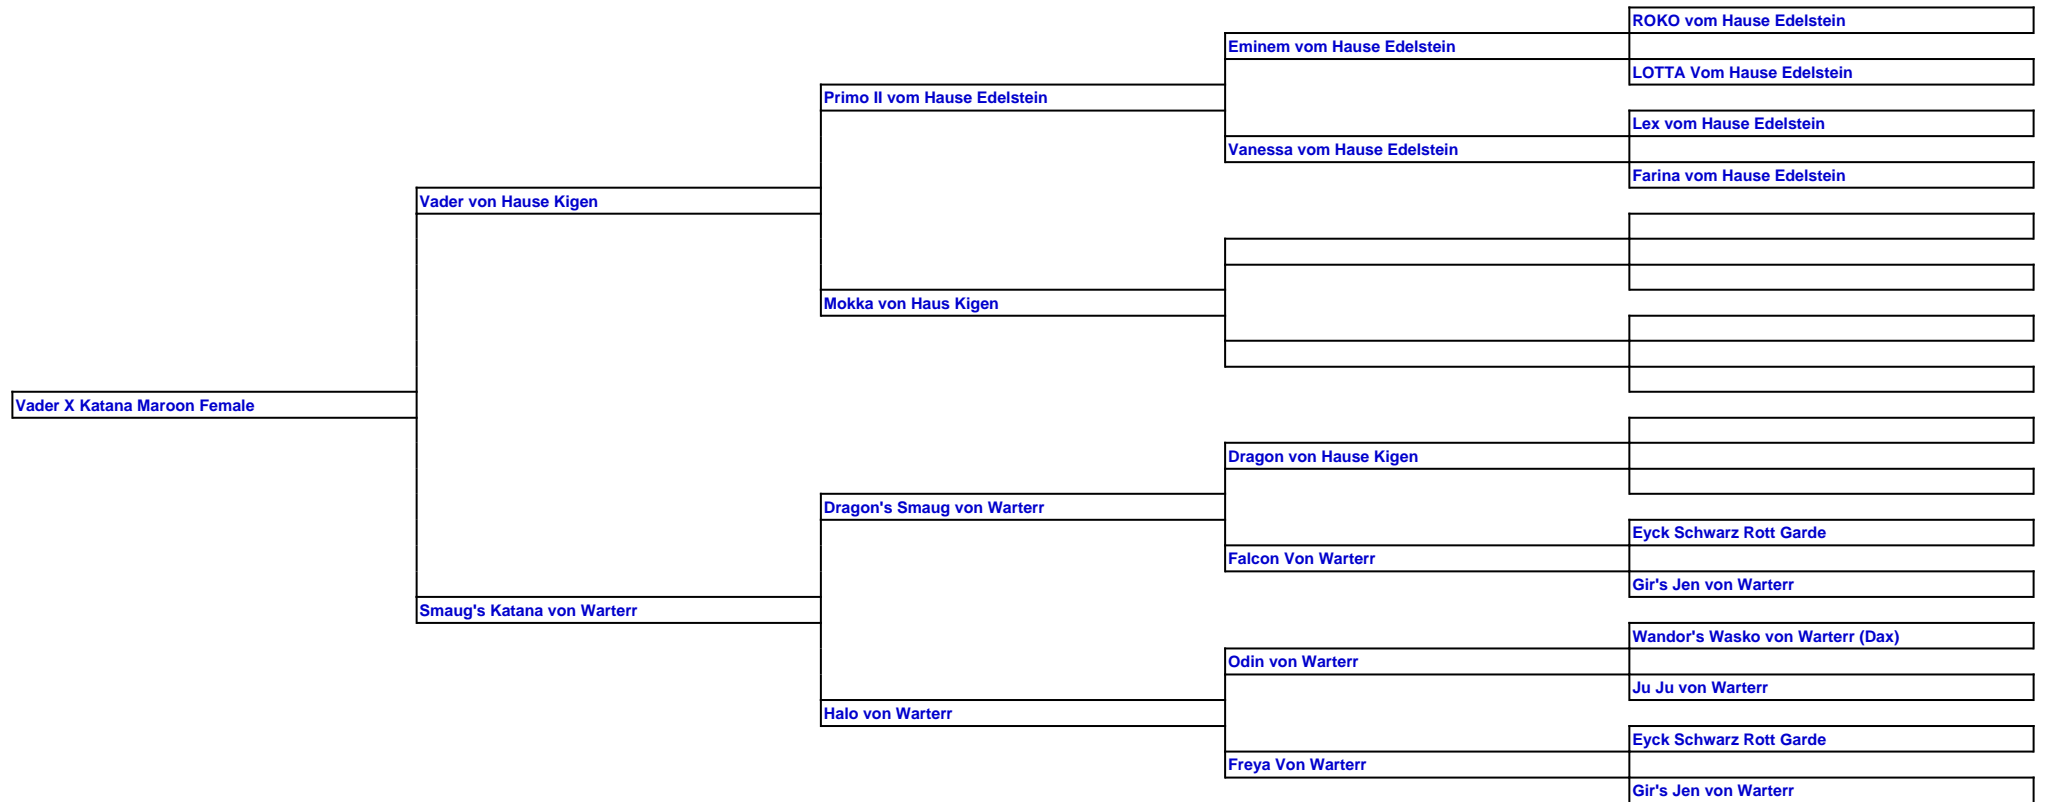 ROKO vom Hause Edelstein
Eminem vom Hause Edelstein
LOTTA Vom Hause Edelstein
Primo II vom Hause Edelstein
Lex vom Hause Edelstein
Vanessa vom Hause Edelstein
Farina vom Hause Edelstein
Vader von Hause Kigen
Mokka von Haus Kigen
Vader X Katana Maroon Female
Dragon von Hause Kigen
Dragon's Smaug von Warterr
Eyck Schwarz Rott Garde
Falcon Von Warterr
Gir's Jen von Warterr
Smaug's Katana von Warterr
Wandor's Wasko von Warterr (Dax)
Odin von Warterr
Ju Ju von Warterr
Halo von Warterr
Eyck Schwarz Rott Garde
Freya Von Warterr
Gir's Jen von Warterr